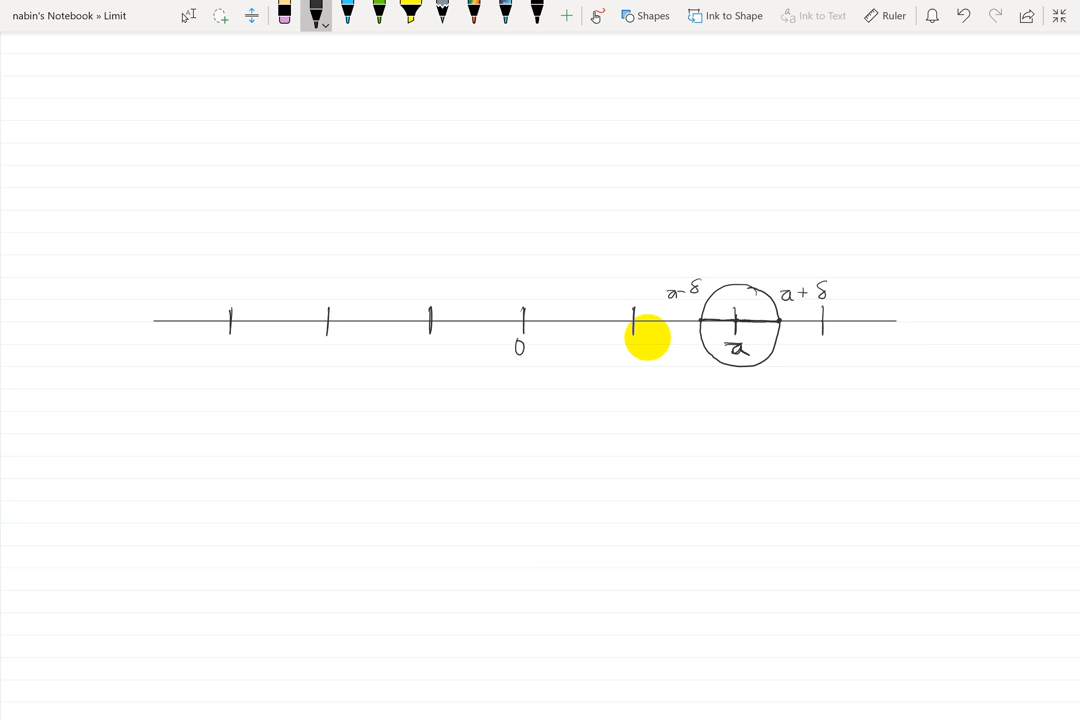 nabin's Notebook » Limit
Shapes
Ink to Shape
Ink to Text
Ruler
a-δ
a+δ
0
a